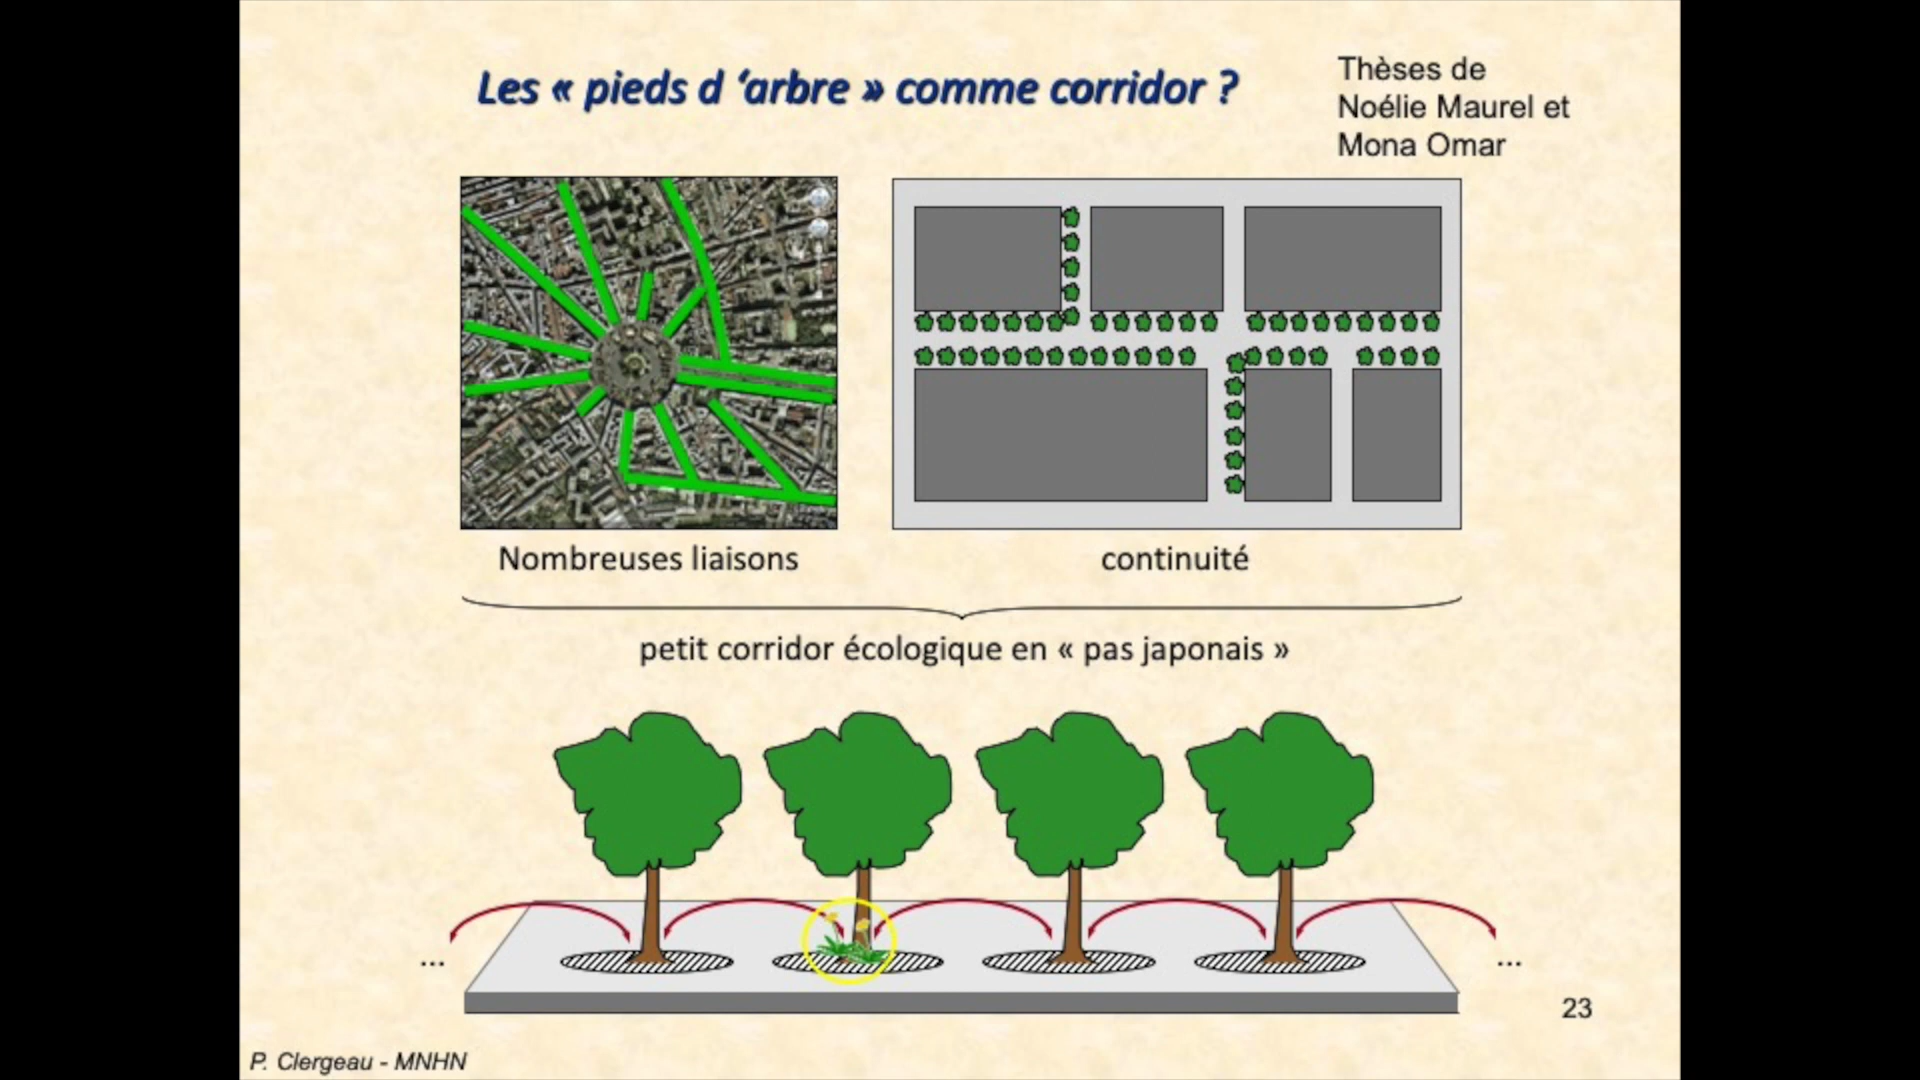 Les « pieds d ‘arbre » comme corridor ?
Thèses de
Noélie Maurel et
Mona Omar
Nombreuses liaisons
continuité
petit corridor écologique en « pas japonais »
...
...
23
P. Clergeau - MNHN